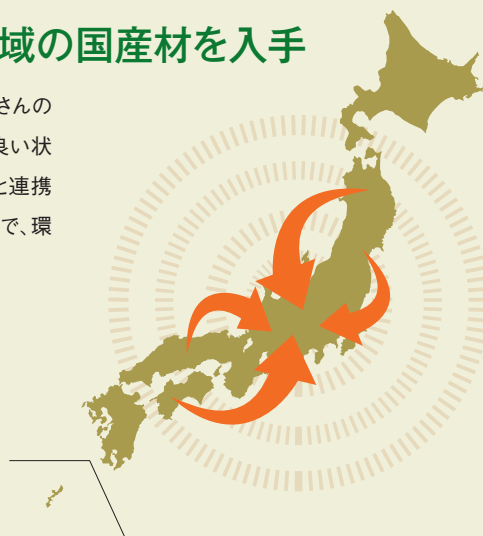 域の国産材を入手
さんの
良い状
と連携
で、環